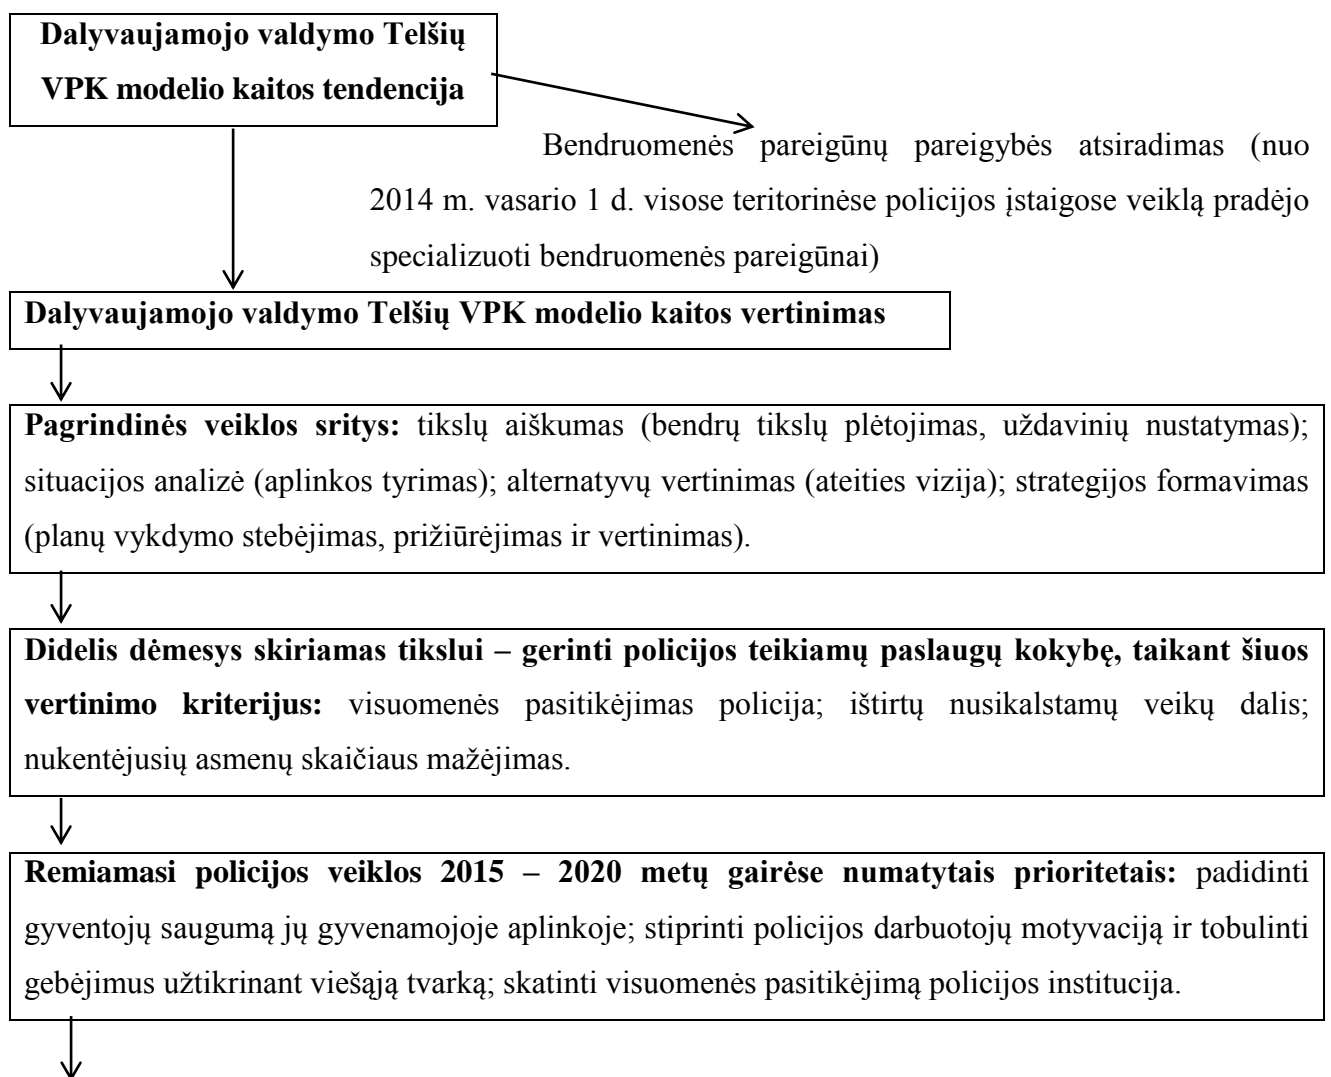 Dalyvaujamojo valdymo Telšių
VPK modelio kaitos tendencija
Bendruomenės pareigūnų pareigybės atsiradimas (nuo
2014 m. vasario 1 d. visose teritorinėse policijos įstaigose veiklą pradėjo
specializuoti bendruomenės pareigūnai)
Dalyvaujamojo valdymo Telšių VPK modelio kaitos vertinimas
Pagrindinės veiklos sritys: tikslų aiškumas (bendrų tikslų plėtojimas, uždavinių nustatymas);
situacijos analizė (aplinkos tyrimas); alternatyvų vertinimas (ateities vizija); strategijos formavimas
(planų vykdymo stebėjimas, prižiūrėjimas ir vertinimas).
Didelis dėmesys skiriamas tikslui – gerinti policijos teikiamų paslaugų kokybę, taikant šiuos
vertinimo kriterijus: visuomenės pasitikėjimas policija; ištirtų nusikalstamų veikų dalis;
nukentėjusių asmenų skaičiaus mažėjimas.
Remiamasi policijos veiklos 2015 – 2020 metų gairėse numatytais prioritetais: padidinti
gyventojų saugumą jų gyvenamojoje aplinkoje; stiprinti policijos darbuotojų motyvaciją ir tobulinti
gebėjimus užtikrinant viešąją tvarką; skatinti visuomenės pasitikėjimą policijos institucija.